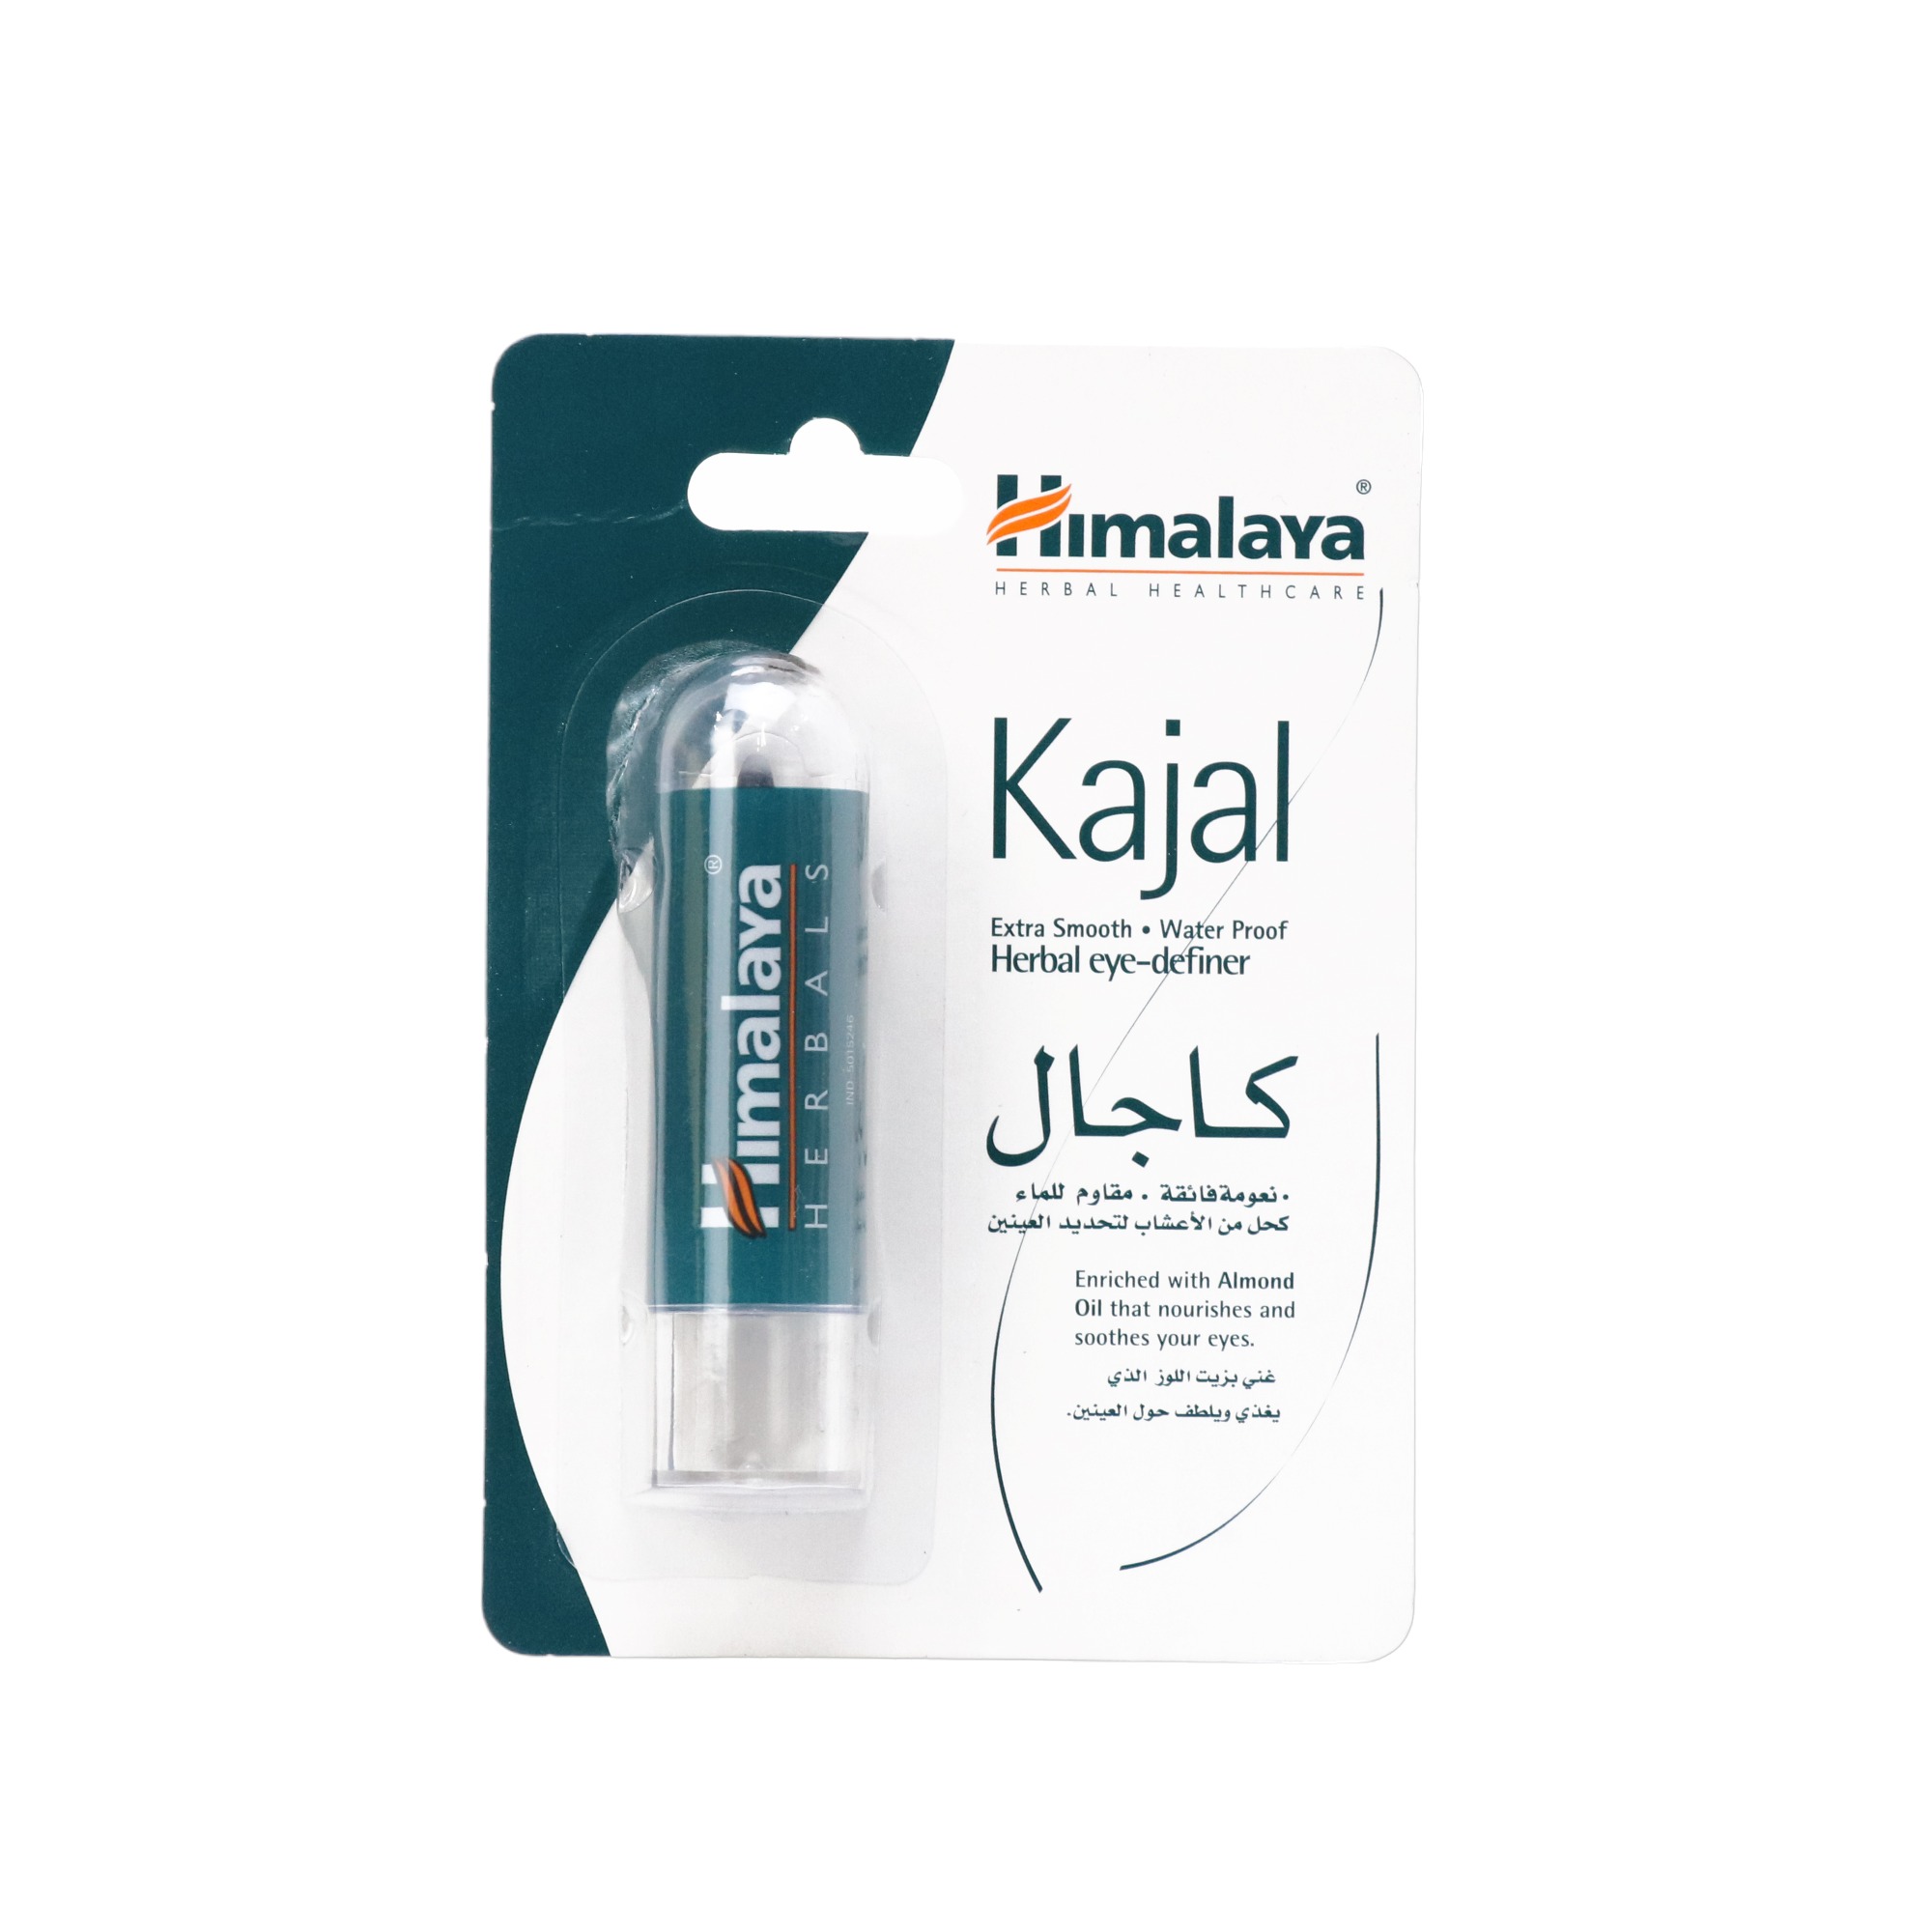 Himalaya®
HERBAL HEALTHCARE
Kajal
Extra Smooth • Water Proof
Herbal eye-definer
كاجال
• نعومة فائقة • مقاوم للماء
كحل من الأعشاب لتحديد العينين
Enriched with Almond
Oil that nourishes and
soothes your eyes.
غني بزيت اللوز الذي
يغذي ويلطف حول العينين.
Himalaya®
HERBALS
IND 5015246